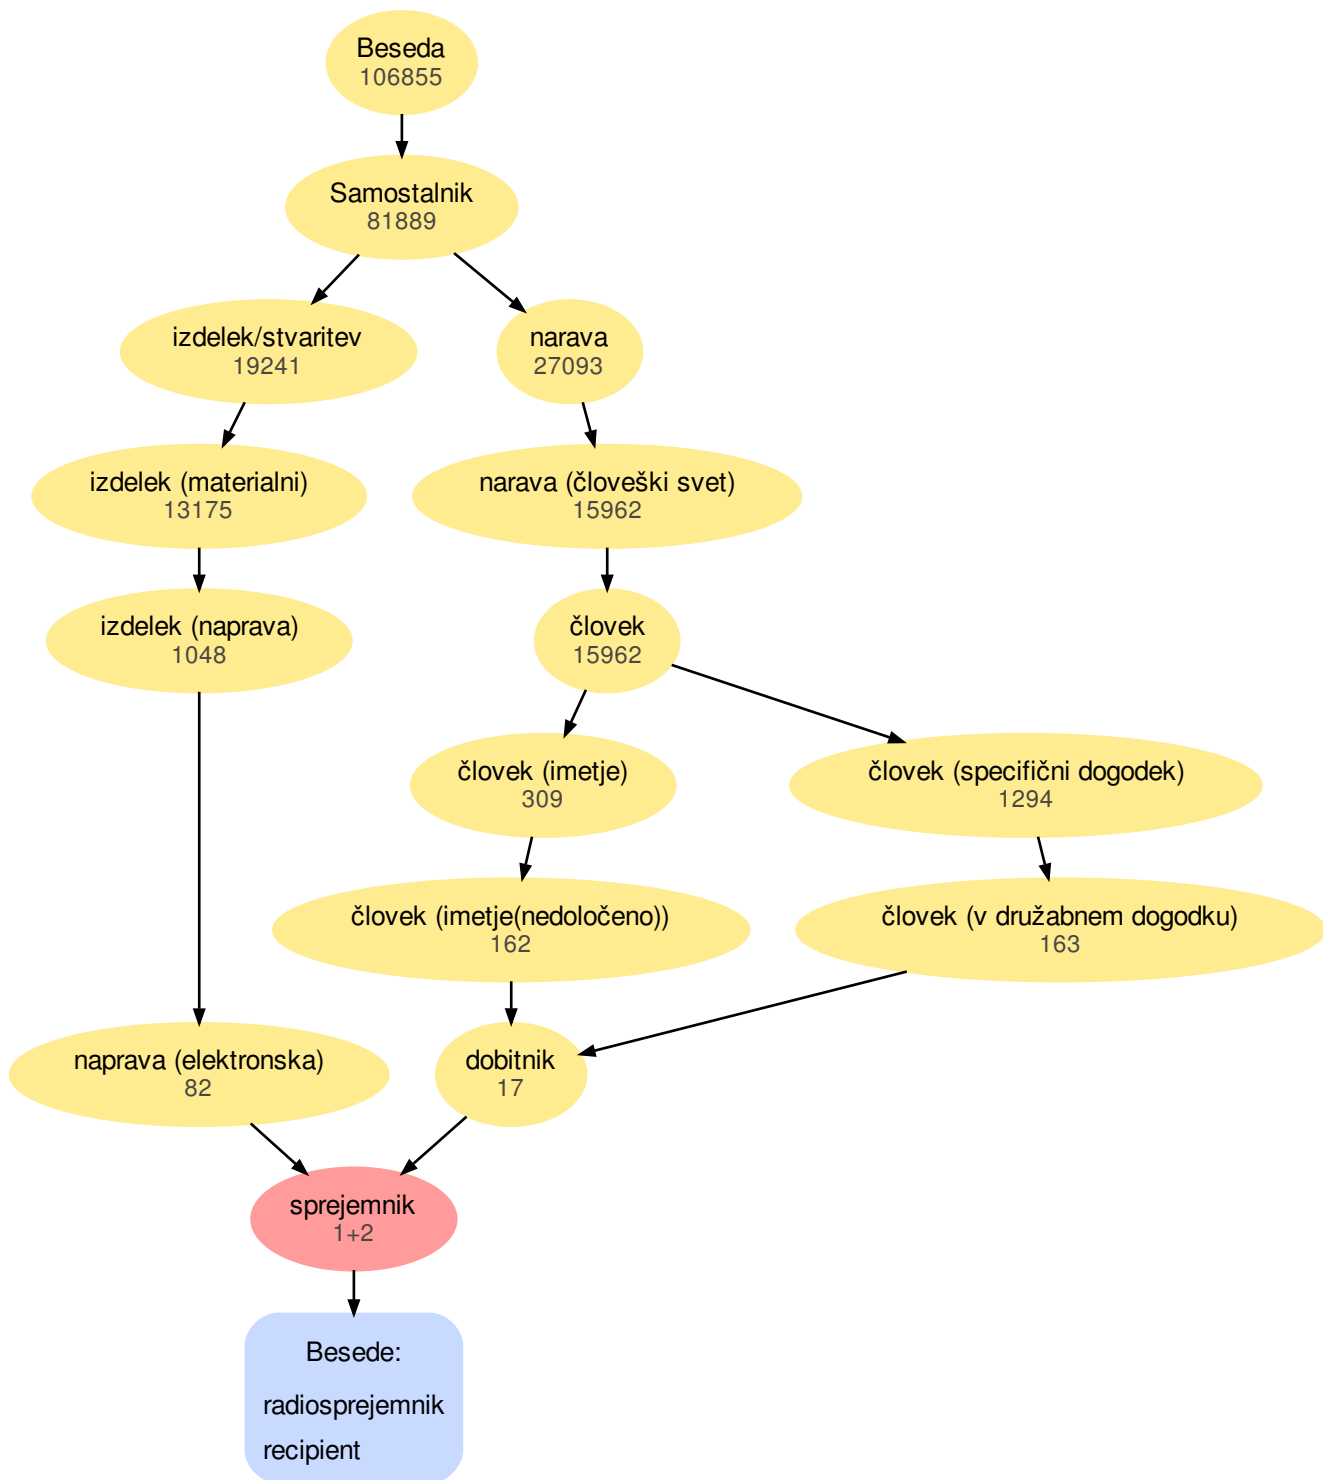 Beseda
106855
Samostalnik
81889
izdelek/stvaritev
19241
narava
27093
izdelek (materialni)
13175
narava (človeški svet)
15962
izdelek (naprava)
1048
človek
15962
človek (imetje)
309
človek (specifični dogodek)
1294
človek (imetje(nedoločeno))
162
človek (v družabnem dogodku)
163
naprava (elektronska)
82
dobitnik
17
sprejemnik
1+2
Besede:
radiosprejemnik
recipient